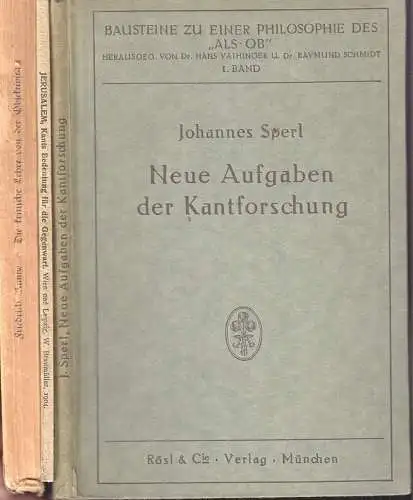 BAUSTEINE ZU EINER PHILOSOPHIE DES
„ALS-OB"
HERAUSGEG. VON Dr. HANS VAIHINGER U. Dr. RAYMUND SCHMIDT
1. BAND
Johannes Sperl
Neue Aufgaben
der Kantforschung
Rösl & Cie · Verlag · München
J. Sperl, Neue Aufgaben der Kantforschung
JERUSALEM, Kants Bedeutung für die Gegenwart. Wien und Leipzig, W. Braumüller, 1904